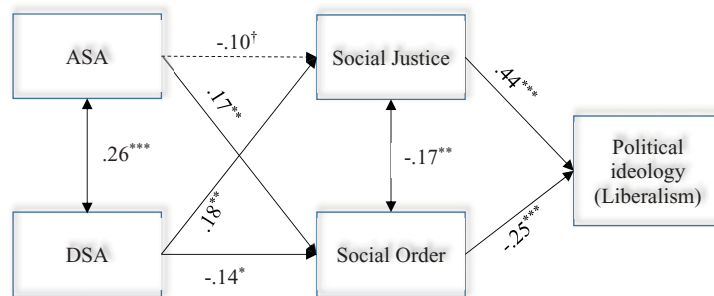 ASA
-.10†
Social Justice
.17**
.44***
.26***
-.17**
Political
ideology
(Liberalism)
.18**
-.25***
DSA
-.14*
Social Order